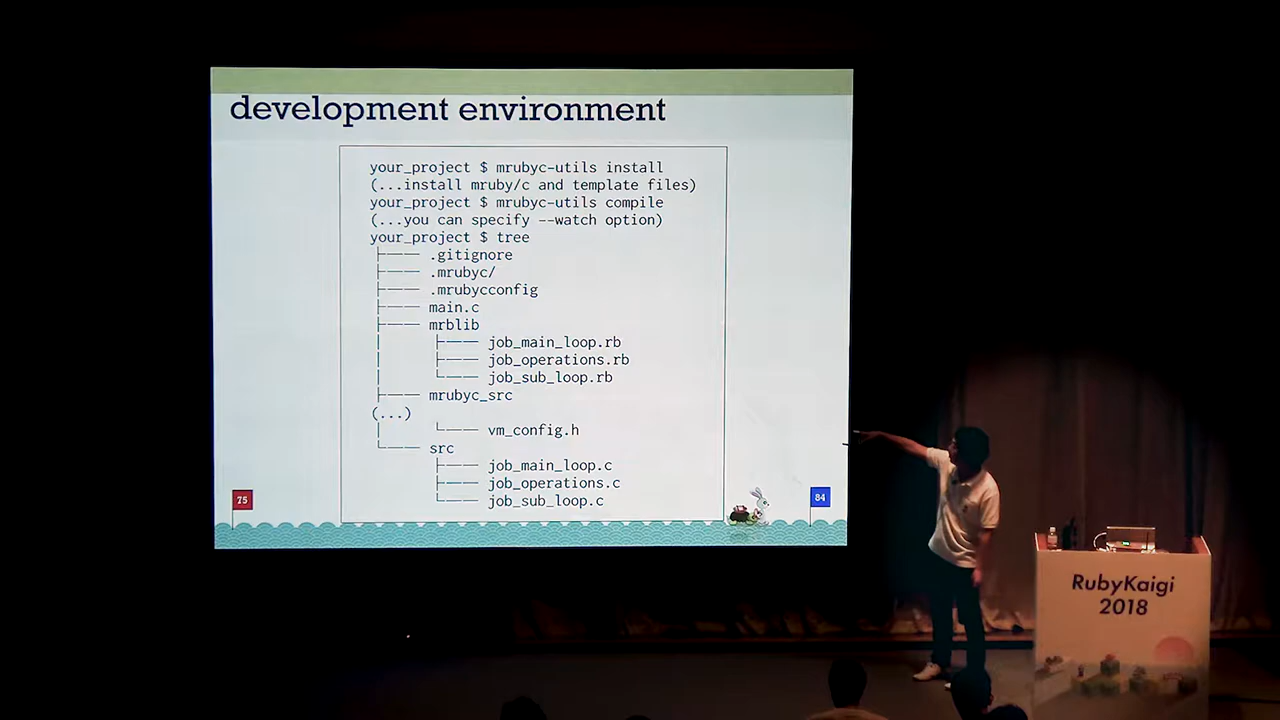 development environment
your_project $ mrubyc-utils install
(...install mruby/c and template files)
your_project $ mrubyc-utils compile
(...you can specify --watch option)
your_project $ tree
├── .gitignore
├── .mrubyc/
├── .mrubycconfig
├── main.c
├── mrblib
│   ├── job_main_loop.rb
│   ├── job_operations.rb
│   └── job_sub_loop.rb
├── mrubyc_src
(...)
│   └── vm_config.h
└── src
    ├── job_main_loop.c
    ├── job_operations.c
    └── job_sub_loop.c
75
84
RubyKaigi
2018